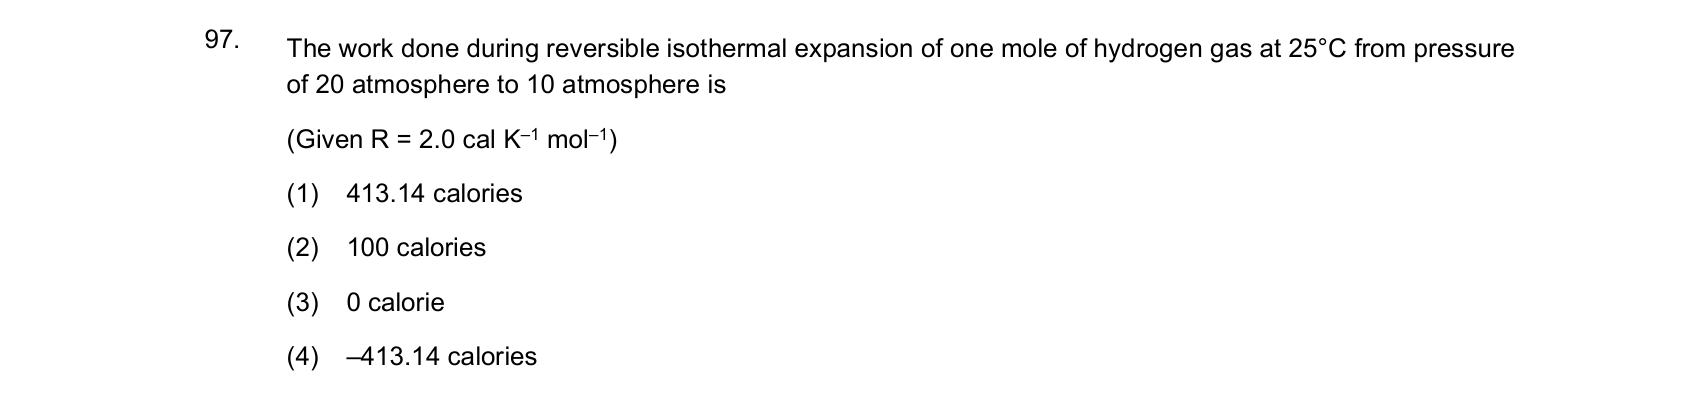 97.
The work done during reversible isothermal expansion of one mole of hydrogen gas at 25°C from pressure
of 20 atmosphere to 10 atmosphere is
(Given R = 2.0 cal K⁻¹ mol⁻¹)
(1) 413.14 calories
(2) 100 calories
(3) 0 calorie
(4) –413.14 calories